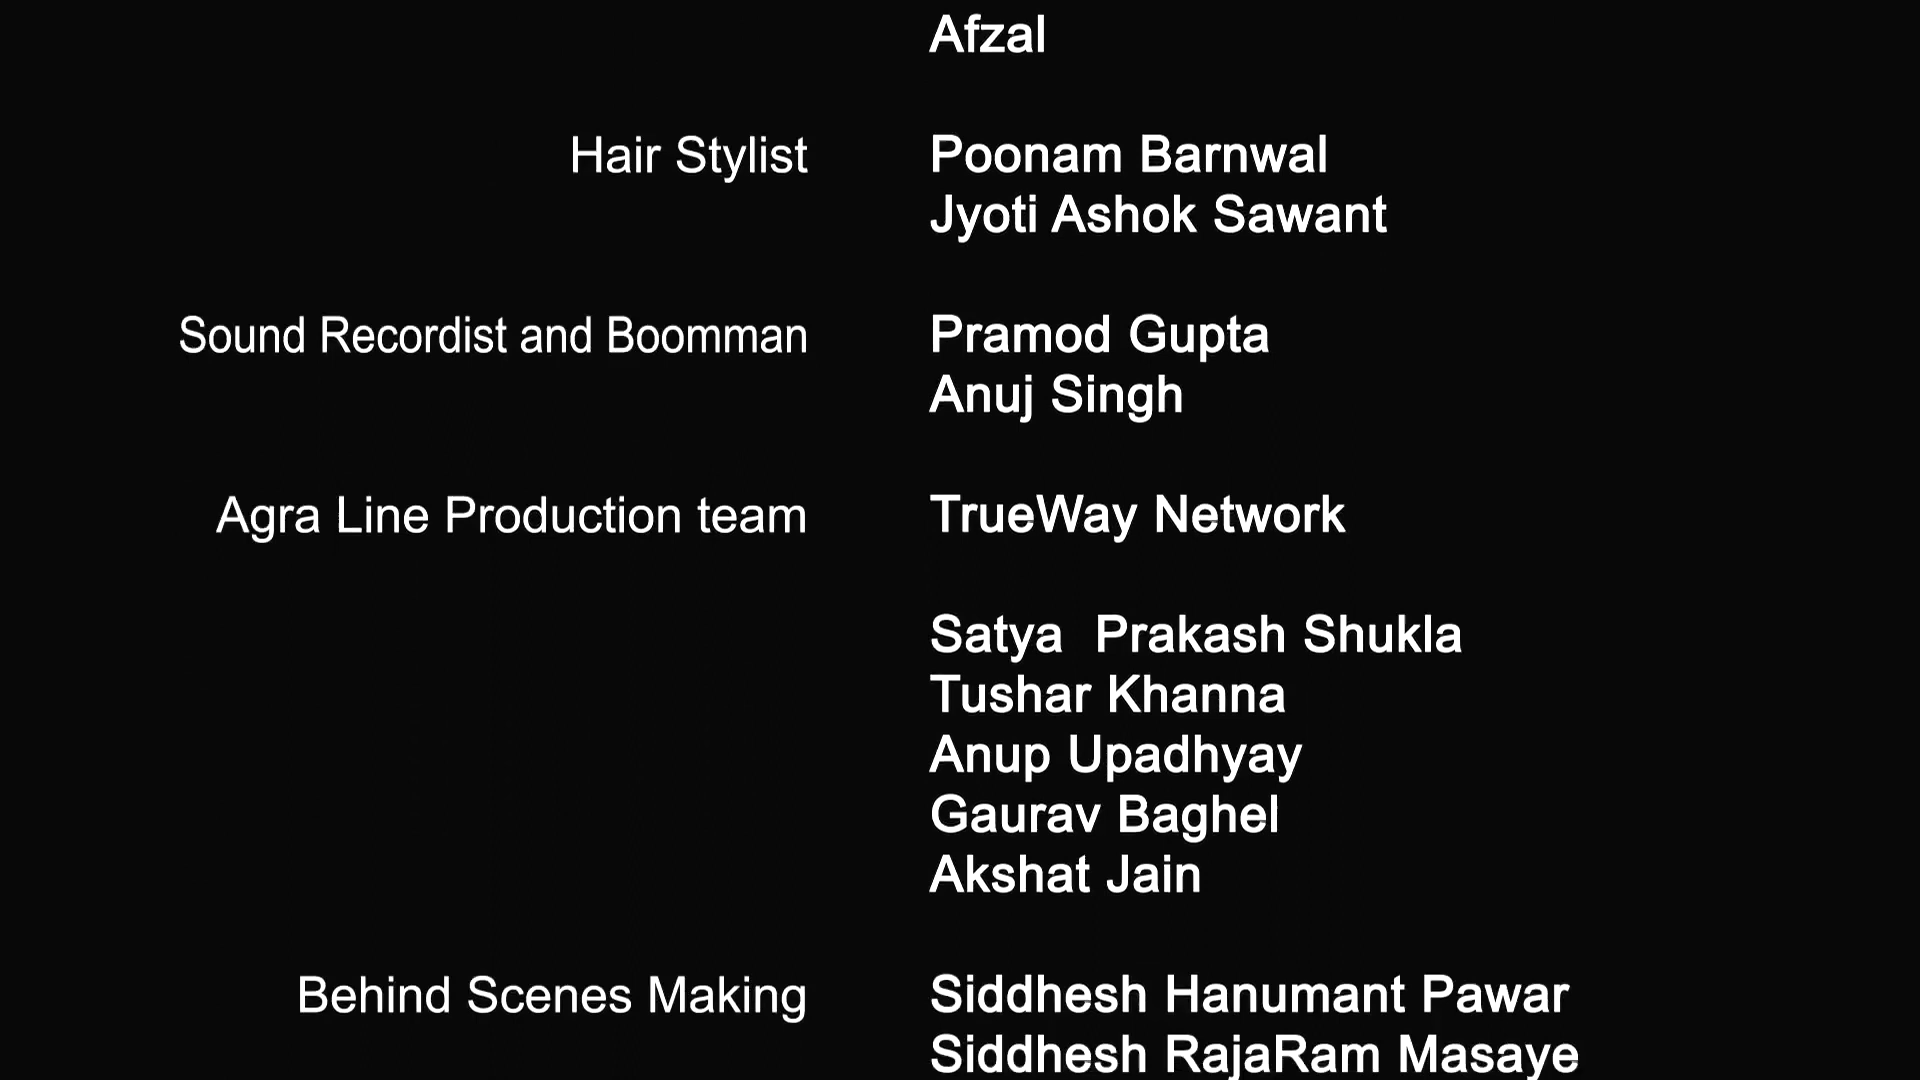 Afzal
Hair Stylist Poonam Barnwal
Jyoti Ashok Sawant
Sound Recordist and Boomman Pramod Gupta
Anuj Singh
Agra Line Production team TrueWay Network
Satya  Prakash Shukla
Tushar Khanna
Anup Upadhyay
Gaurav Baghel
Akshat Jain
Behind Scenes Making Siddhesh Hanumant Pawar
Siddhesh RajaRam Masaye